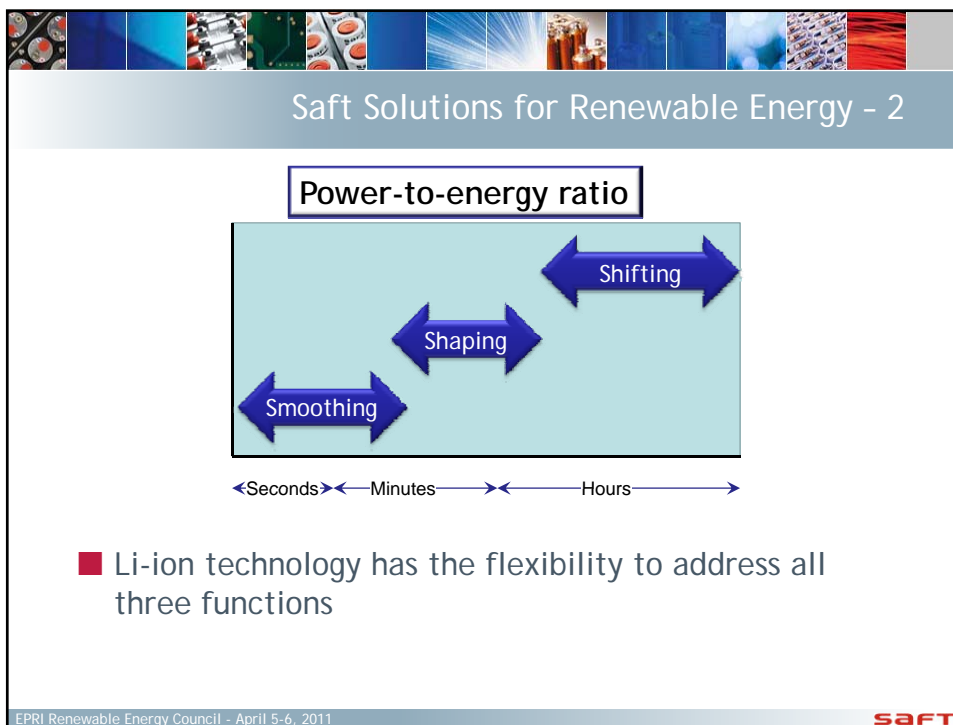 Saft Solutions for Renewable Energy - 2
Power-to-energy ratio
Shifting
Shaping
Smoothing
Seconds Minutes Hours
Li-ion technology has the flexibility to address all
three functions
EPRI Renewable Energy Council - April 5-6, 2011
saft